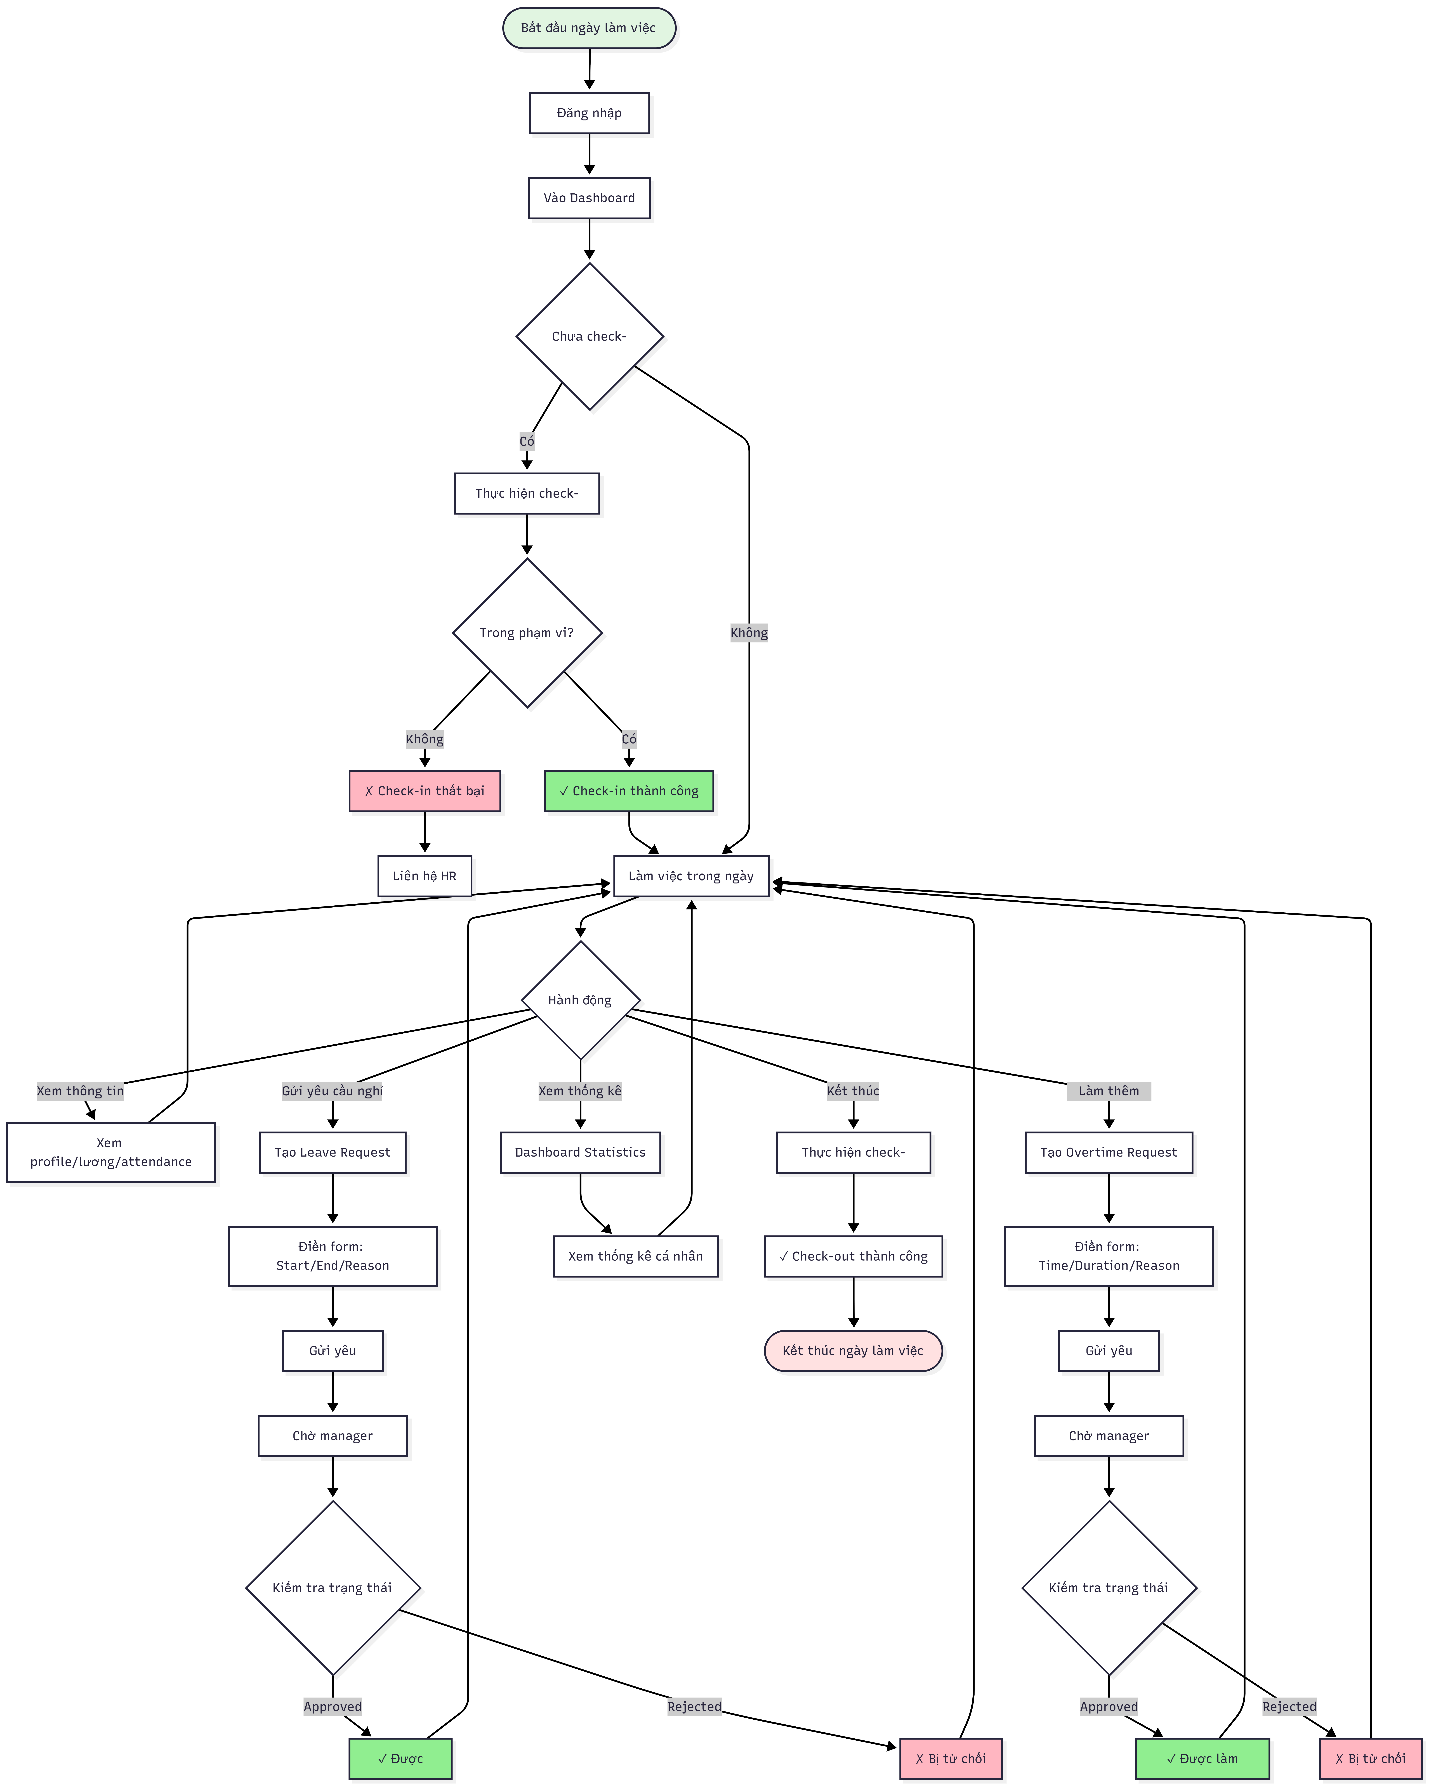 Bắt đầu ngày làm việc
Đăng nhập
Vào Dashboard
Chưa check-
Có
Thực hiện check-
Trong phạm vi?
Không
Không
Có
✗ Check-in thất bại
✓ Check-in thành công
Liên hệ HR
Làm việc trong ngày
Hành động
Xem thông tin
Gửi yêu cầu nghỉ
Xem thống kê
Kết thúc
Làm thêm
Xem
profile/lương/attendance
Tạo Leave Request
Dashboard Statistics
Thực hiện check-
Tạo Overtime Request
Điền form:
Start/End/Reason
Xem thống kê cá nhân
✓ Check-out thành công
Điền form:
Time/Duration/Reason
Gửi yêu
Kết thúc ngày làm việc
Gửi yêu
Chờ manager
Chờ manager
Kiểm tra trạng thái
Kiểm tra trạng thái
Approved
Rejected
Approved
Rejected
✓ Được
✗ Bị từ chối
✓ Được làm
✗ Bị từ chối